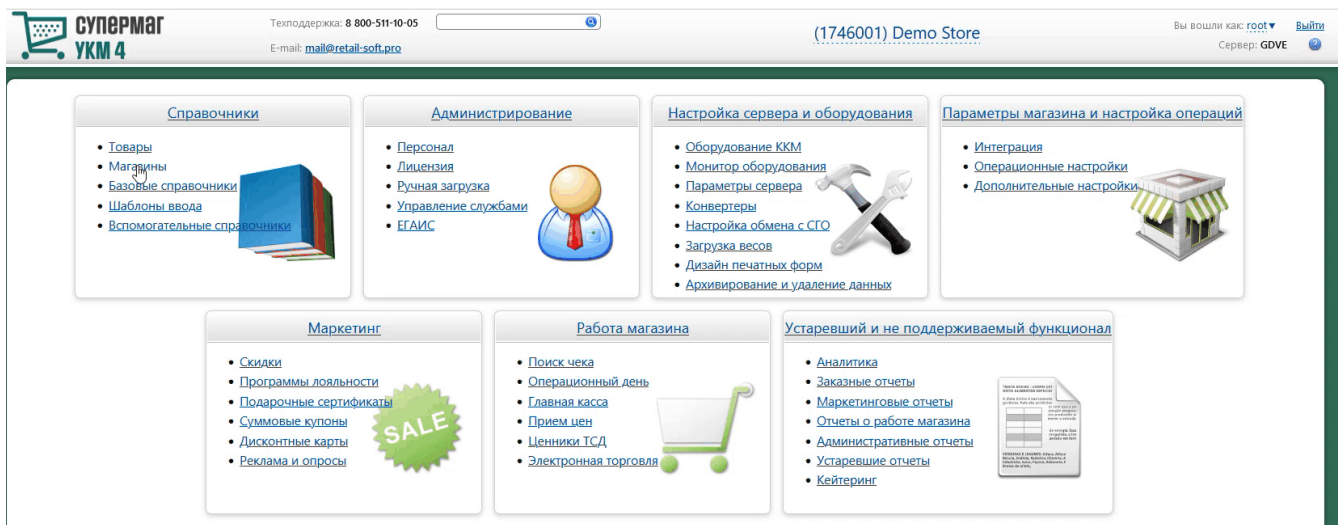 СУПЕРМАГ
УКМ 4
Техподдержка: 8 800-511-10-05
E-mail: mail@retail-soft.pro
(1746001) Demo Store
Вы вошли как: root▼ Выйти
Сервер: GDVE ?
Справочники
• Товары
• Магазины
• Базовые справочники
• Шаблоны ввода
• Вспомогательные справочники
Администрирование
• Персонал
• Лицензия
• Ручная загрузка
• Управление службами
• ЕГАИС
Настройка сервера и оборудования
• Оборудование ККМ
• Монитор оборудования
• Параметры сервера
• Конвертеры
• Настройка обмена с СГО
• Загрузка весов
• Дизайн печатных форм
• Архивирование и удаление данных
Параметры магазина и настройка операций
• Интеграция
• Операционные настройки
• Дополнительные настройки
Маркетинг
• Скидки
• Программы лояльности
• Подарочные сертификаты
• Суммовые купоны
• Дисконтные карты
• Реклама и опросы
SALE
Работа магазина
• Поиск чека
• Операционный день
• Главная касса
• Прием цен
• Ценники ТСД
• Электронная торговля
Устаревший и не поддерживаемый функционал
• Аналитика
• Заказные отчеты
• Маркетинговые отчеты
• Отчеты о работе магазина
• Административные отчеты
• Устаревшие отчеты
• Кейтеринг